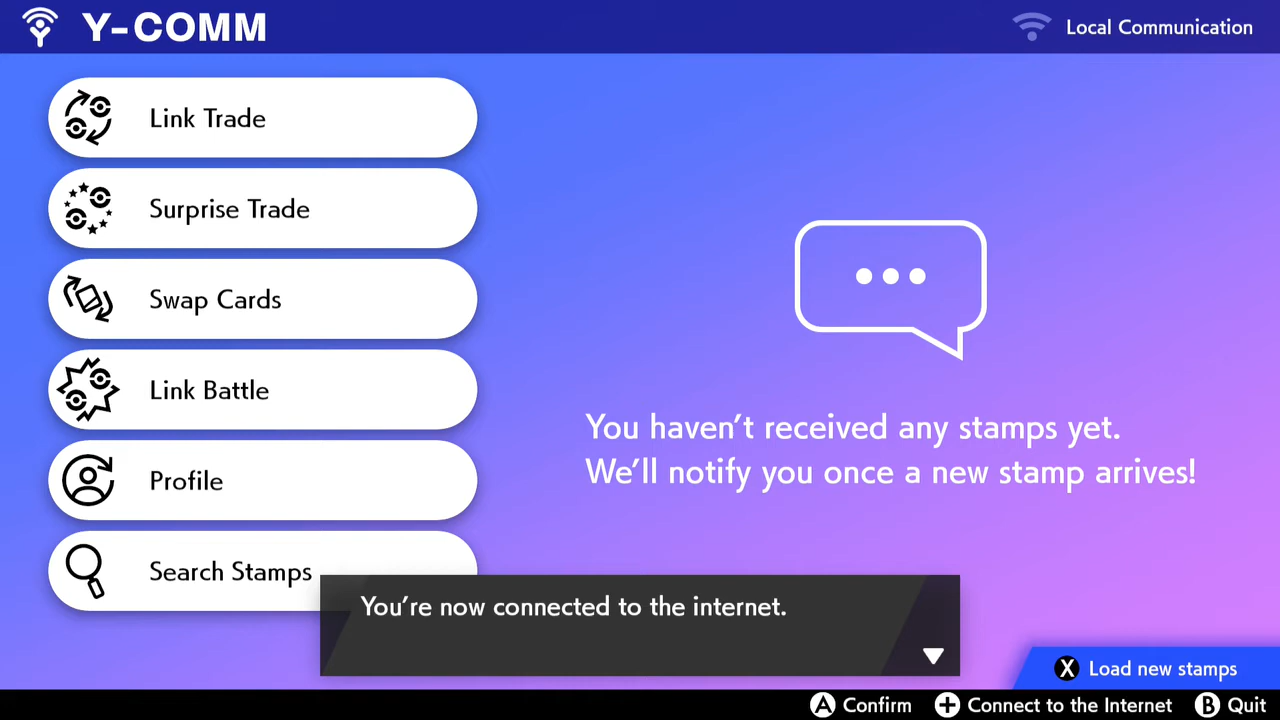 Y-COMM
Local Communication
Link Trade
Surprise Trade
Swap Cards
Link Battle
Profile
Search Stamps
You haven't received any stamps yet.
We'll notify you once a new stamp arrives!
You're now connected to the internet.
X Load new stamps
A Confirm + Connect to the Internet B Quit